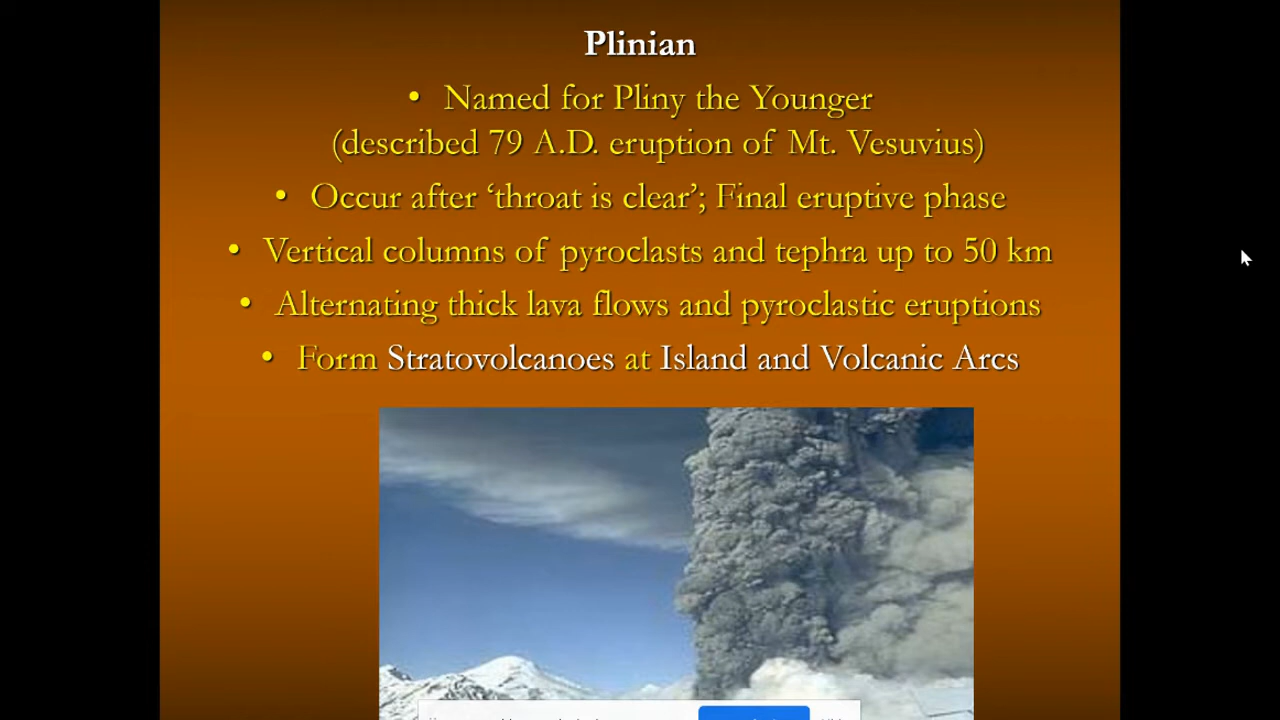 Plinian
• Named for Pliny the Younger
(described 79 A.D. eruption of Mt. Vesuvius)
• Occur after ‘throat is clear’; Final eruptive phase
• Vertical columns of pyroclasts and tephra up to 50 km
• Alternating thick lava flows and pyroclastic eruptions
• Form Stratovolcanoes at Island and Volcanic Arcs